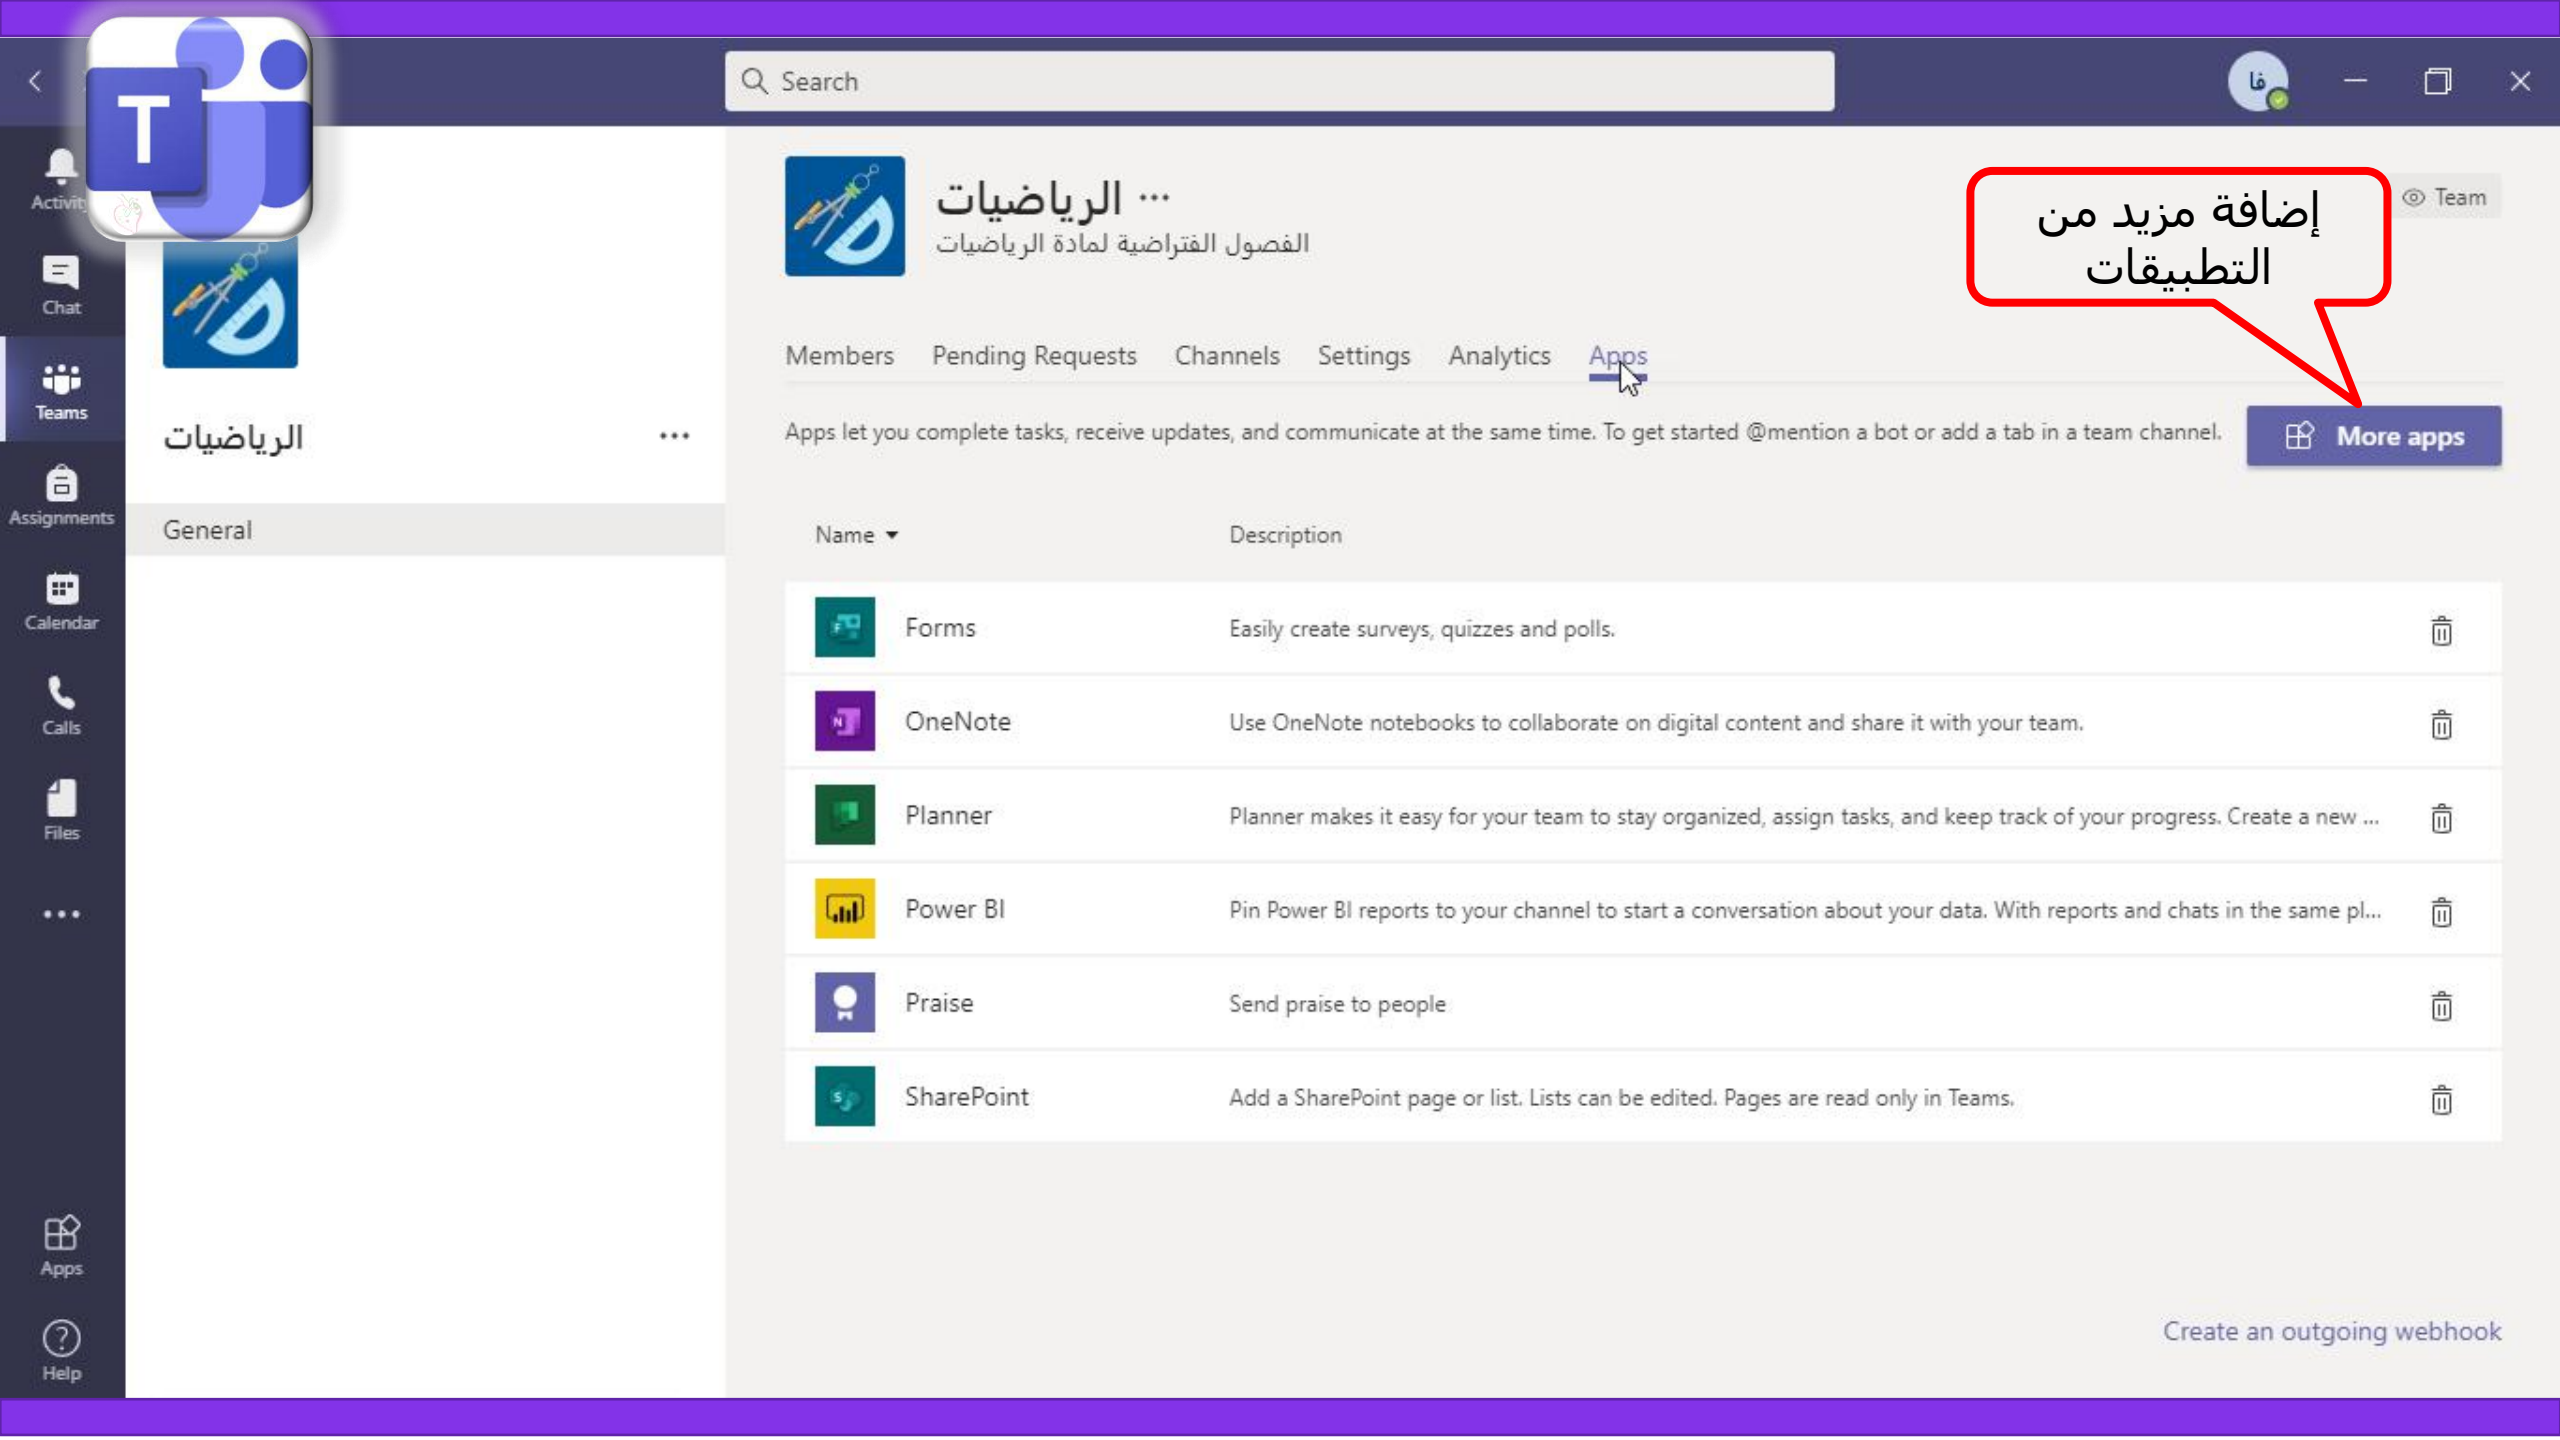 Search
فا
Activit
Chat
Teams
Assignments
Calendar
Calls
Files
Apps
Help
T
الرياضيات
General
الرياضيات
الفصول الفتراضية لمادة الرياضيات
إضافة مزيد من
التطبيقات
Team
Members Pending Requests Channels Settings Analytics Apps
Apps let you complete tasks, receive updates, and communicate at the same time. To get started @mention a bot or add a tab in a team channel.
More apps
Name Description
Forms Easily create surveys, quizzes and polls.
OneNote Use OneNote notebooks to collaborate on digital content and share it with your team.
Planner Planner makes it easy for your team to stay organized, assign tasks, and keep track of your progress. Create a new ...
Power BI Pin Power BI reports to your channel to start a conversation about your data. With reports and chats in the same pl...
Praise Send praise to people
SharePoint Add a SharePoint page or list. Lists can be edited. Pages are read only in Teams.
Create an outgoing webhook